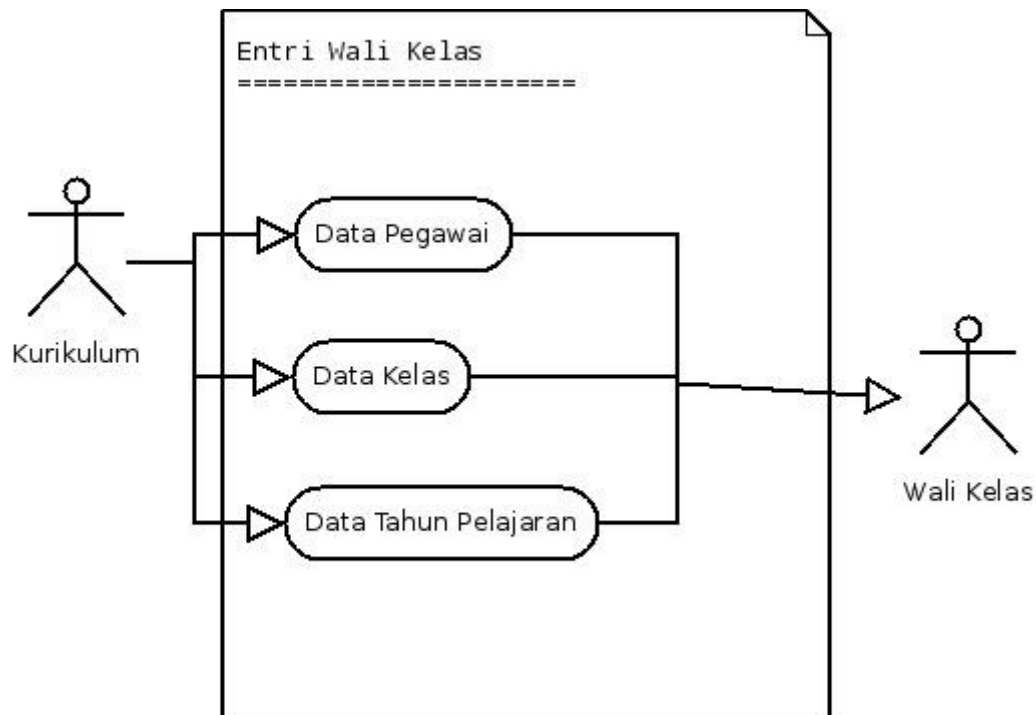 Entri Wali Kelas
======================
Data Pegawai
Kurikulum
Data Kelas
Wali Kelas
Data Tahun Pelajaran